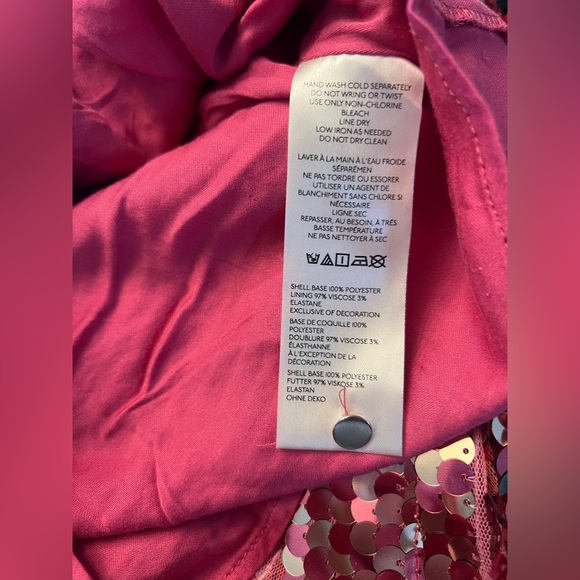 HAND WASH COLD SEPARATELY
DO NOT WRING OR TWIST
USE ONLY NON-CHLORINE
BLEACH
LINE DRY
LOW IRON AS NEEDED
DO NOT DRY CLEAN
LAVER À LA MAIN À L'EAU FROIDE
SÉPARÉMEN
NE PAS TORDRE OU ESSORER
UTILISER UN AGENT DE
BLANCHIMENT SANS CHLORE SI
NÉCESSAIRE
LIGNE SEC
REPASSER, AU BESOIN, À TRÉS
BASSE TEMPÉRATURE
NE PAS NETTOYER À SEC
SHELL BASE 100% POLYESTER
LINING 97% VISCOSE 3%
ELASTANE
EXCLUSIVE OF DECORATION
BASE DE COQUILLE 100%
POLYESTER
DOUBLURE 97% VISCOSE 3%
ÉLASTHANNE
À L'EXCEPTION DE LA
DÉCORATION
SHELL BASE 100% POLYESTER
FUTTER 97% VISKOSE 3%
ELASTAN
OHNE DEKO